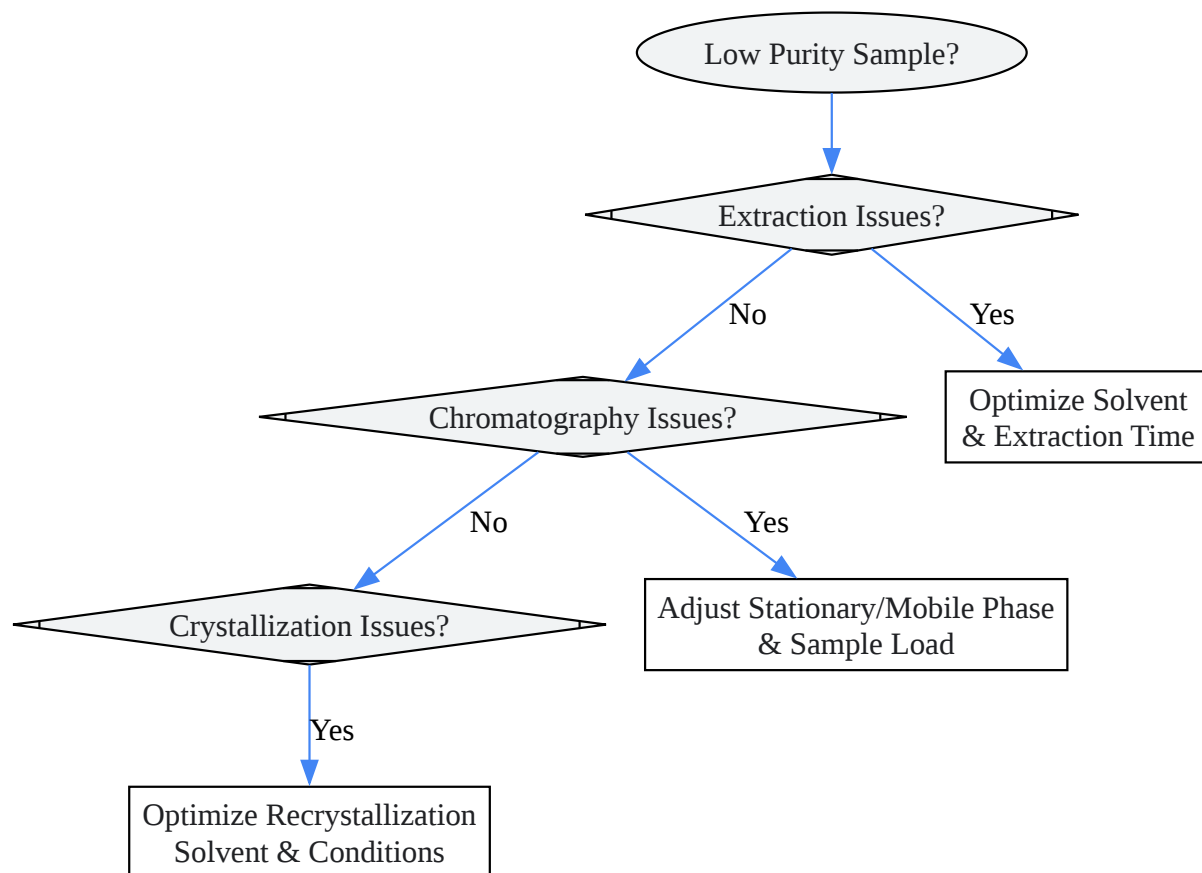 Low Purity Sample?
Extraction Issues?
No
Yes
Optimize Solvent
& Extraction Time
Chromatography Issues?
No
Yes
Adjust Stationary/Mobile Phase
& Sample Load
Crystallization Issues?
Yes
Optimize Recrystallization
Solvent & Conditions